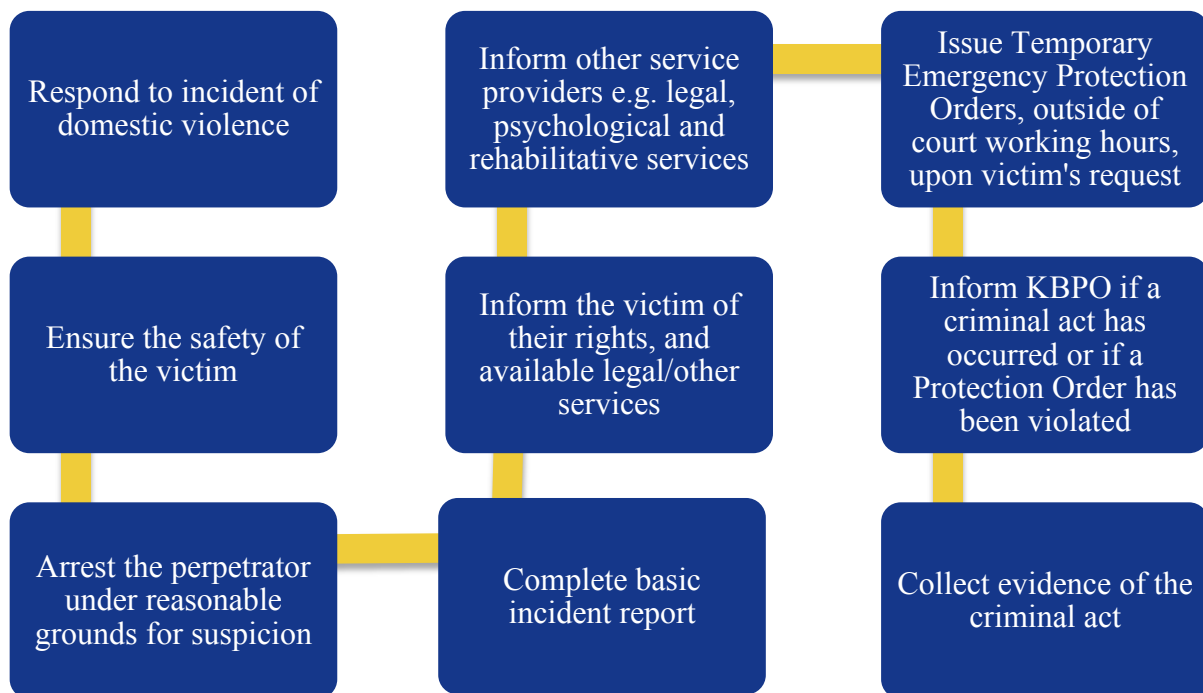 Respond to incident of
domestic violence
Ensure the safety of
the victim
Arrest the perpetrator
under reasonable
grounds for suspicion
Complete basic
incident report
Inform the victim of
their rights, and
available legal/other
services
Inform other service
providers e.g. legal,
psychological and
rehabilitative services
Issue Temporary
Emergency Protection
Orders, outside of
court working hours,
upon victim's request
Inform KBPO if a
criminal act has
occurred or if a
Protection Order has
been violated
Collect evidence of the
criminal act